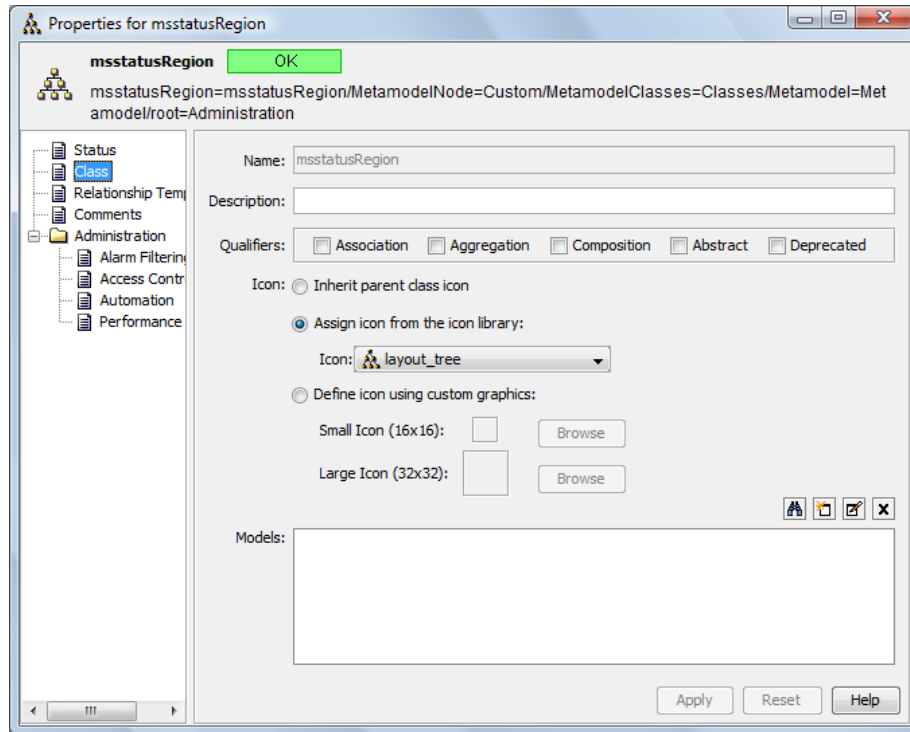 Properties for msstatusRegion
msstatusRegion OK
msstatusRegion=msstatusRegion/MetamodelNode=Custom/MetamodelClasses=Classes/Metamodel=Met
amodel/root=Administration
Status
Class
Relationship Temp
Comments
Administration
Alarm Filtering
Access Contr
Automation
Performance
Name: msstatusRegion
Description:
Qualifiers: Association Aggregation Composition Abstract Deprecated
Icon: Inherit parent class icon
Assign icon from the icon library:
Icon: layout_tree
Define icon using custom graphics:
Small Icon (16x16): Browse
Large Icon (32x32): Browse
Models:
Apply Reset Help